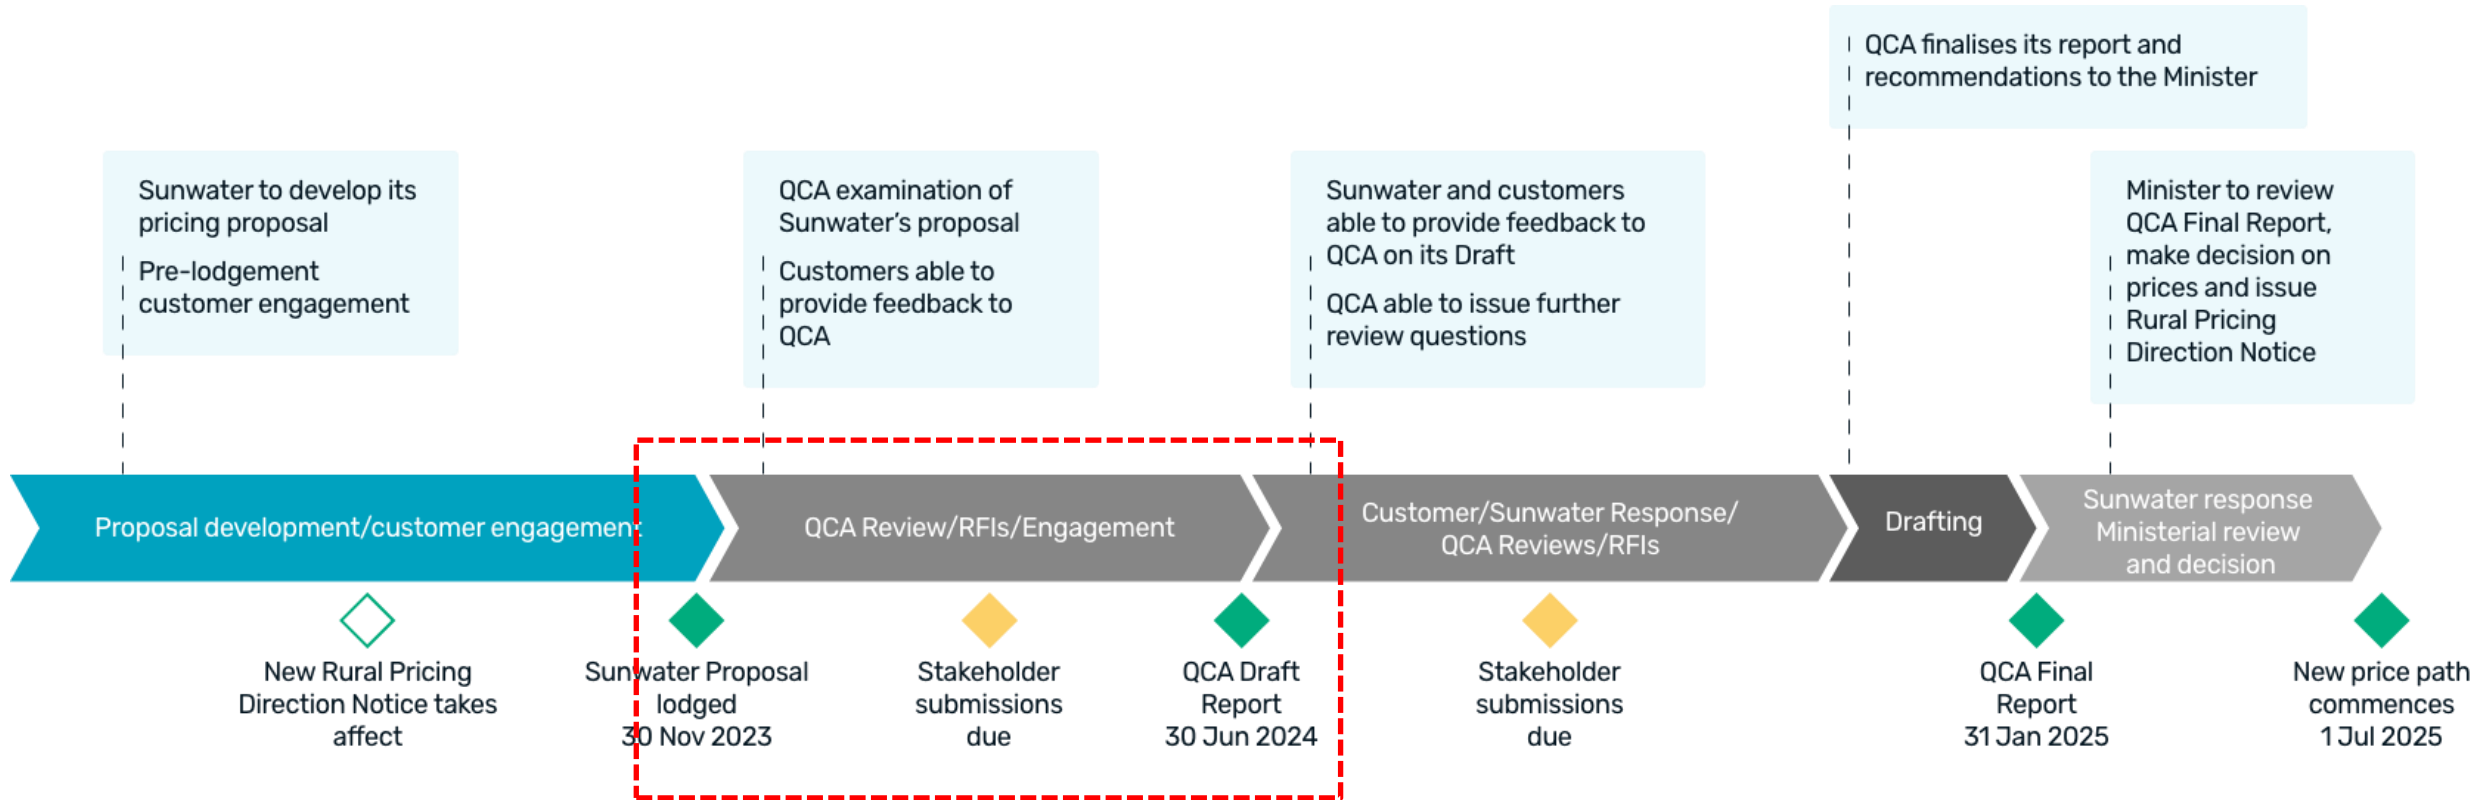 QCA finalises its report and
recommendations to the Minister
Sunwater to develop its
pricing proposal
Pre-lodgement
customer engagement
QCA examination of
Sunwater's proposal
Customers able to
provide feedback to
QCA
Sunwater and customers
able to provide feedback to
QCA on its Draft
QCA able to issue further
review questions
Minister to review
QCA Final Report,
make decision on
prices and issue
Rural Pricing
Direction Notice
Proposal development/customer engagement
QCA Review/RFIs/Engagement
Customer/Sunwater Response/
QCA Reviews/RFIs
Drafting
Sunwater response
Ministerial review
and decision
New Rural Pricing
Direction Notice takes
affect
Sunwater Proposal
lodged
30 Nov 2023
Stakeholder
submissions
due
QCA Draft
Report
30 Jun 2024
Stakeholder
submissions
due
QCA Final
Report
31 Jan 2025
New price path
commences
1 Jul 2025